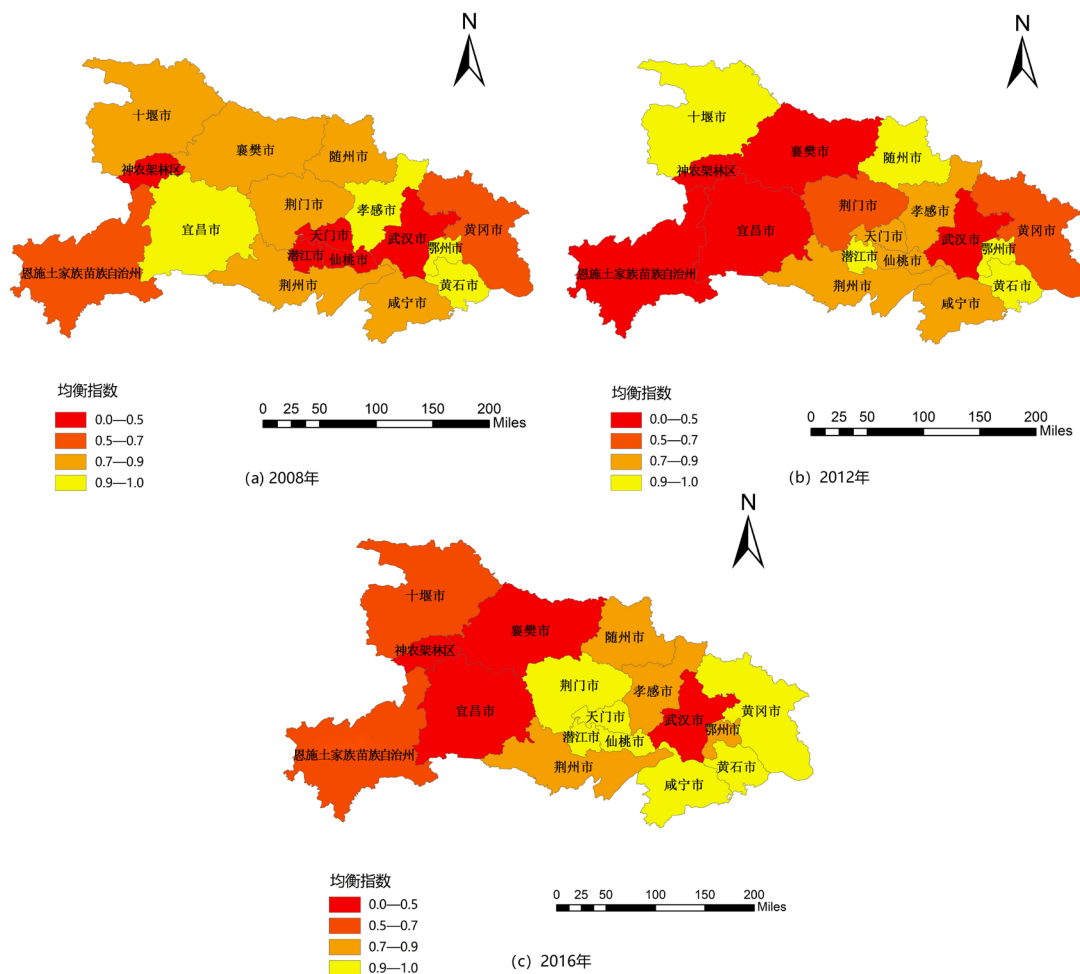 N
十堰市
襄樊市
随州市
神农架林区
荆门市
孝感市
宜昌市
天门市
武汉市
黄冈市
潜江市
仙桃市
鄂州市
恩施土家族苗族自治州
荆州市
黄石市
咸宁市
均衡指数
0.0—0.5
0.5—0.7
0.7—0.9
0.9—1.0
0 25 50 100 150 200
Miles
(a) 2008年
N
十堰市
襄樊市
随州市
神农架林区
荆门市
孝感市
宜昌市
天门市
武汉市
黄冈市
潜江市
仙桃市
鄂州市
恩施土家族苗族自治州
荆州市
黄石市
咸宁市
均衡指数
0.0—0.5
0.5—0.7
0.7—0.9
0.9—1.0
0 25 50 100 150 200
Miles
(b) 2012年
N
十堰市
襄樊市
随州市
神农架林区
荆门市
孝感市
宜昌市
天门市
武汉市
黄冈市
潜江市
仙桃市
鄂州市
恩施土家族苗族自治州
荆州市
黄石市
咸宁市
均衡指数
0.0—0.5
0.5—0.7
0.7—0.9
0.9—1.0
0 25 50 100 150 200
Miles
(c) 2016年